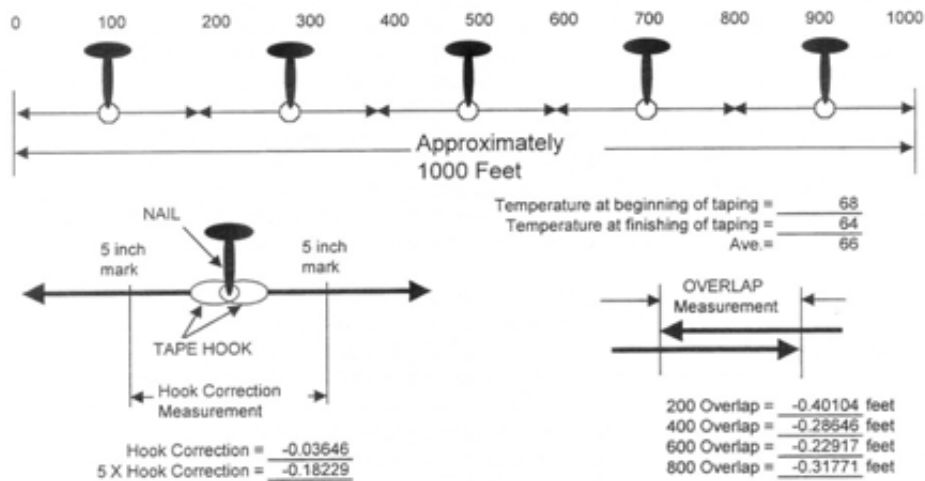 0 100 200 300 400 500 600 700 800 900 1000
Approximately
1000 Feet
Temperature at beginning of taping = 68
Temperature at finishing of taping = 64
Ave.= 66
NAIL
5 inch
mark
5 inch
mark
TAPE HOOK
Hook Correction
Measurement
Hook Correction = -0.03646
5 X Hook Correction = -0.18229
OVERLAP
Measurement
200 Overlap = -0.40104 feet
400 Overlap = -0.28646 feet
600 Overlap = -0.22917 feet
800 Overlap = -0.31771 feet